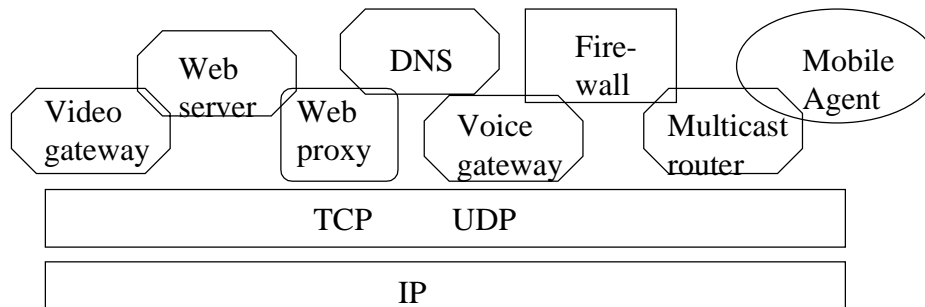 Video
gateway
Web
server
Web
proxy
DNS
Voice
gateway
Fire-
wall
Multicast
router
Mobile
Agent
TCP UDP
IP